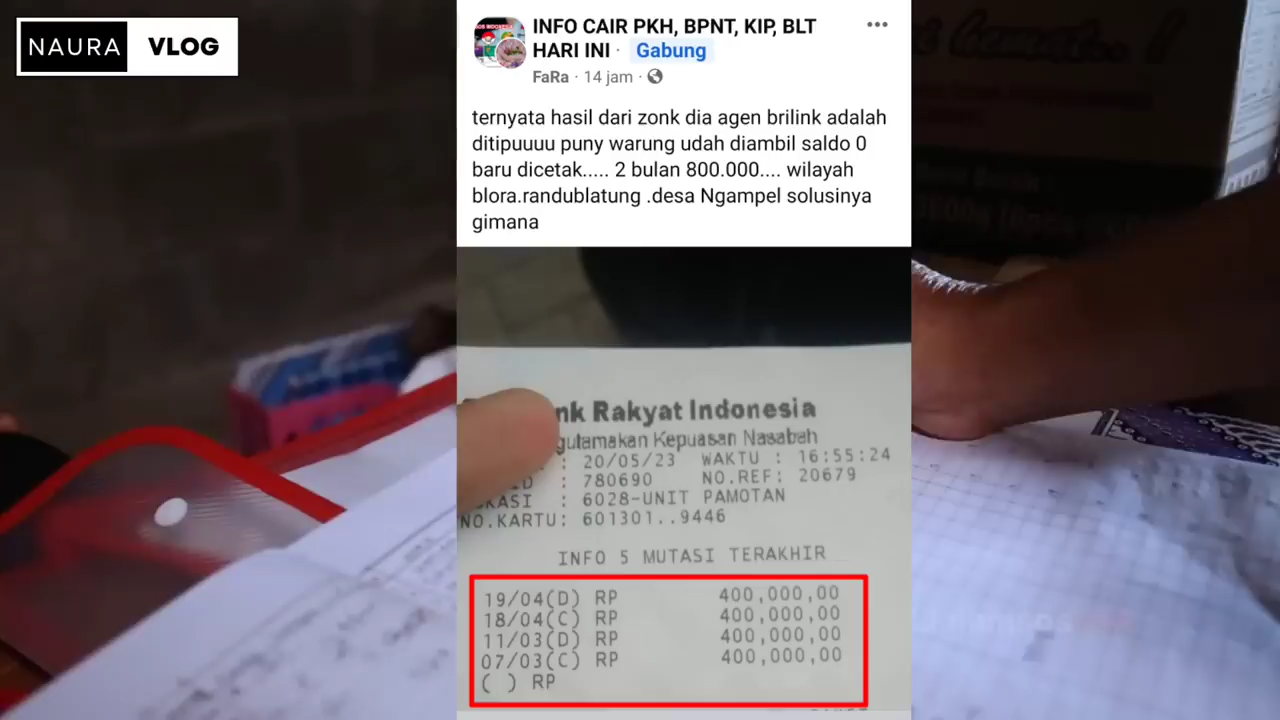 NAURA VLOG
INFO CAIR PKH, BPNT, KIP, BLT
HARI INI · Gabung
FaRa · 14 jam ·
ternyata hasil dari zonk dia agen brilink adalah
ditipuuuu puny warung udah diambil saldo 0
baru dicetak..... 2 bulan 800.000.... wilayah
blora.randublatung .desa Ngampel solusinya
gimana
nk Rakyat Indonesia
gutamakan Kepuasan Nasabah
: 20/05/23 WAKTU : 16:55:24
: 780690 NO.REF: 20679
KASI : 6028-UNIT PAMOTAN
NO.KARTU: 601301..9446
INFO 5 MUTASI TERAKHIR
19/04(D) RP 400,000,00
18/04(C) RP 400,000,00
11/03(D) RP 400,000,00
07/03(C) RP 400,000,00
( ) RP